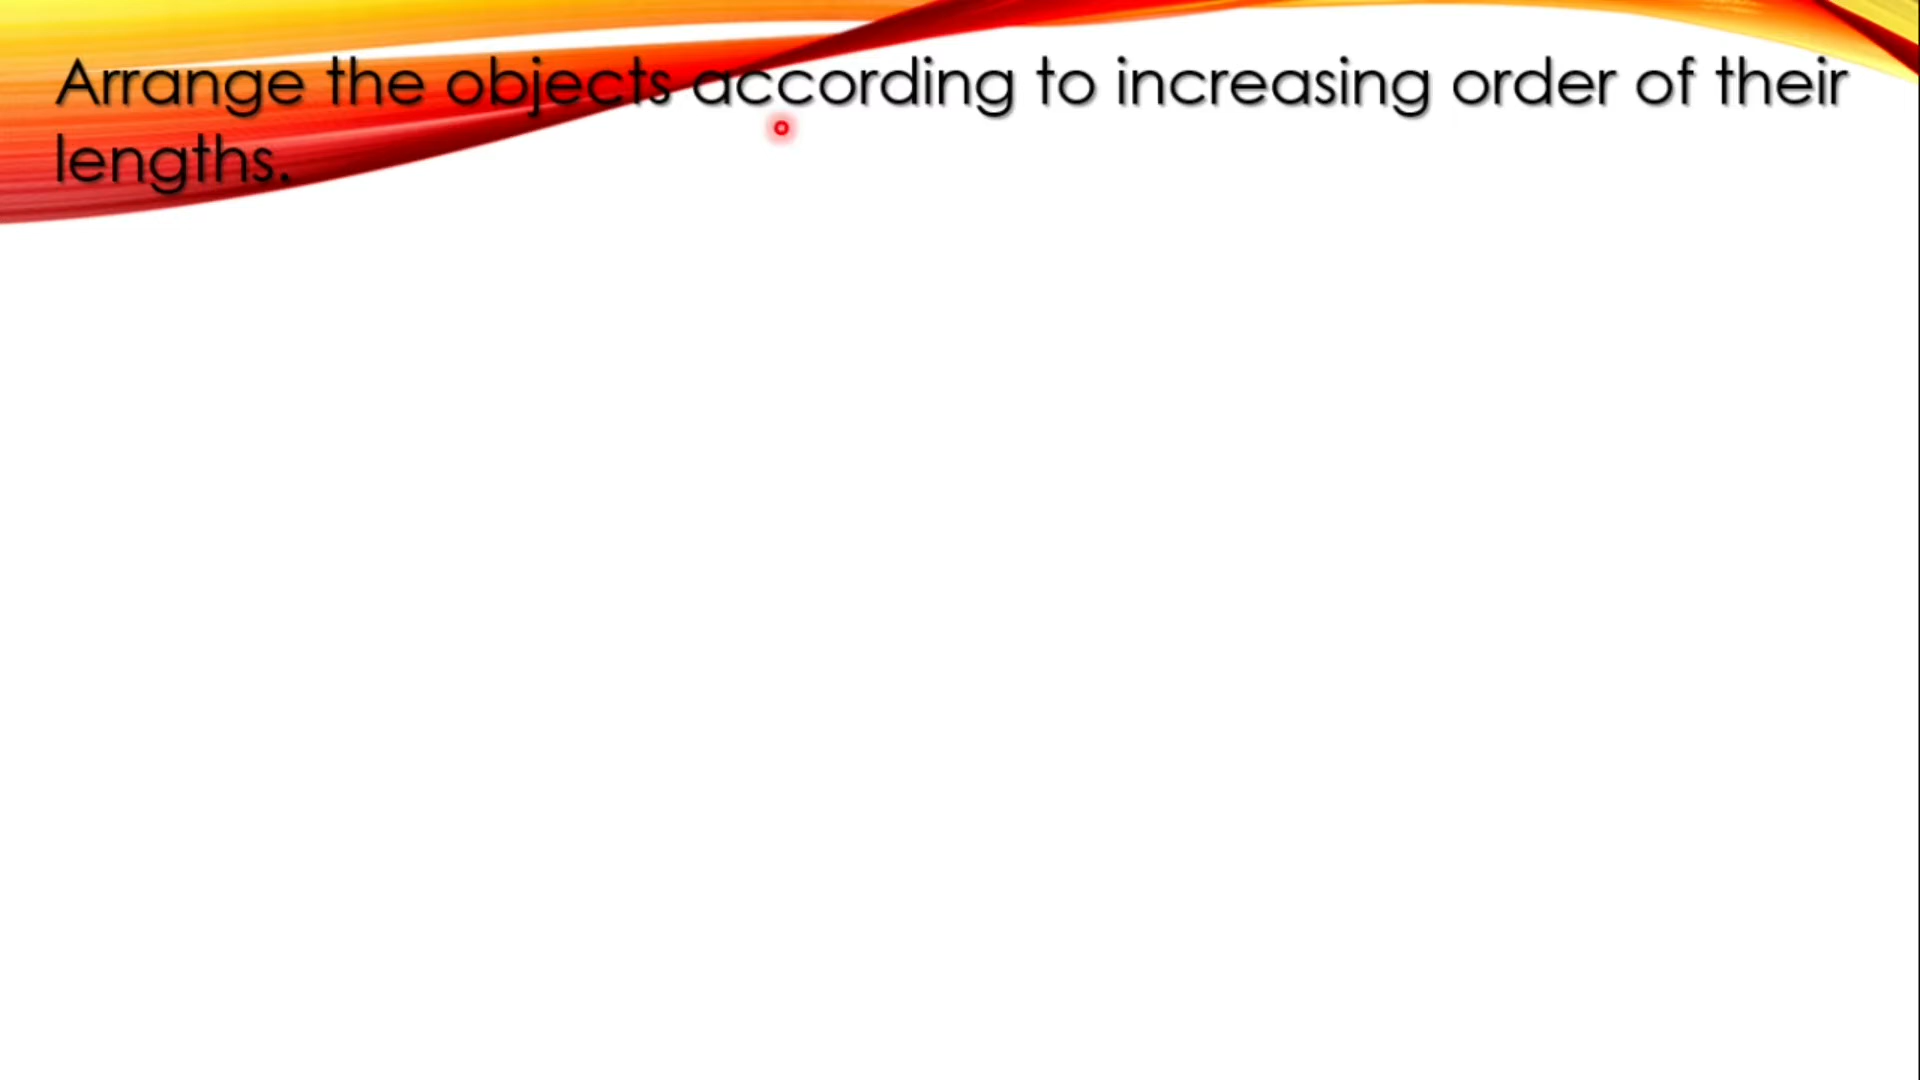 Arrange the objects according to increasing order of their
lengths.